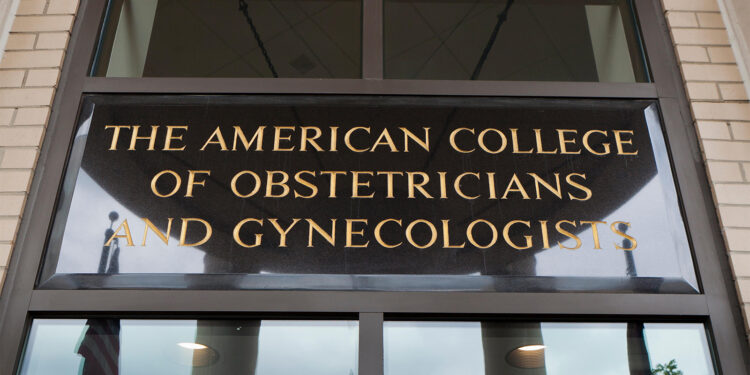 THE AMERICAN COLLEGE
OF OBSTETRICIANS
AND GYNECOLOGISTS